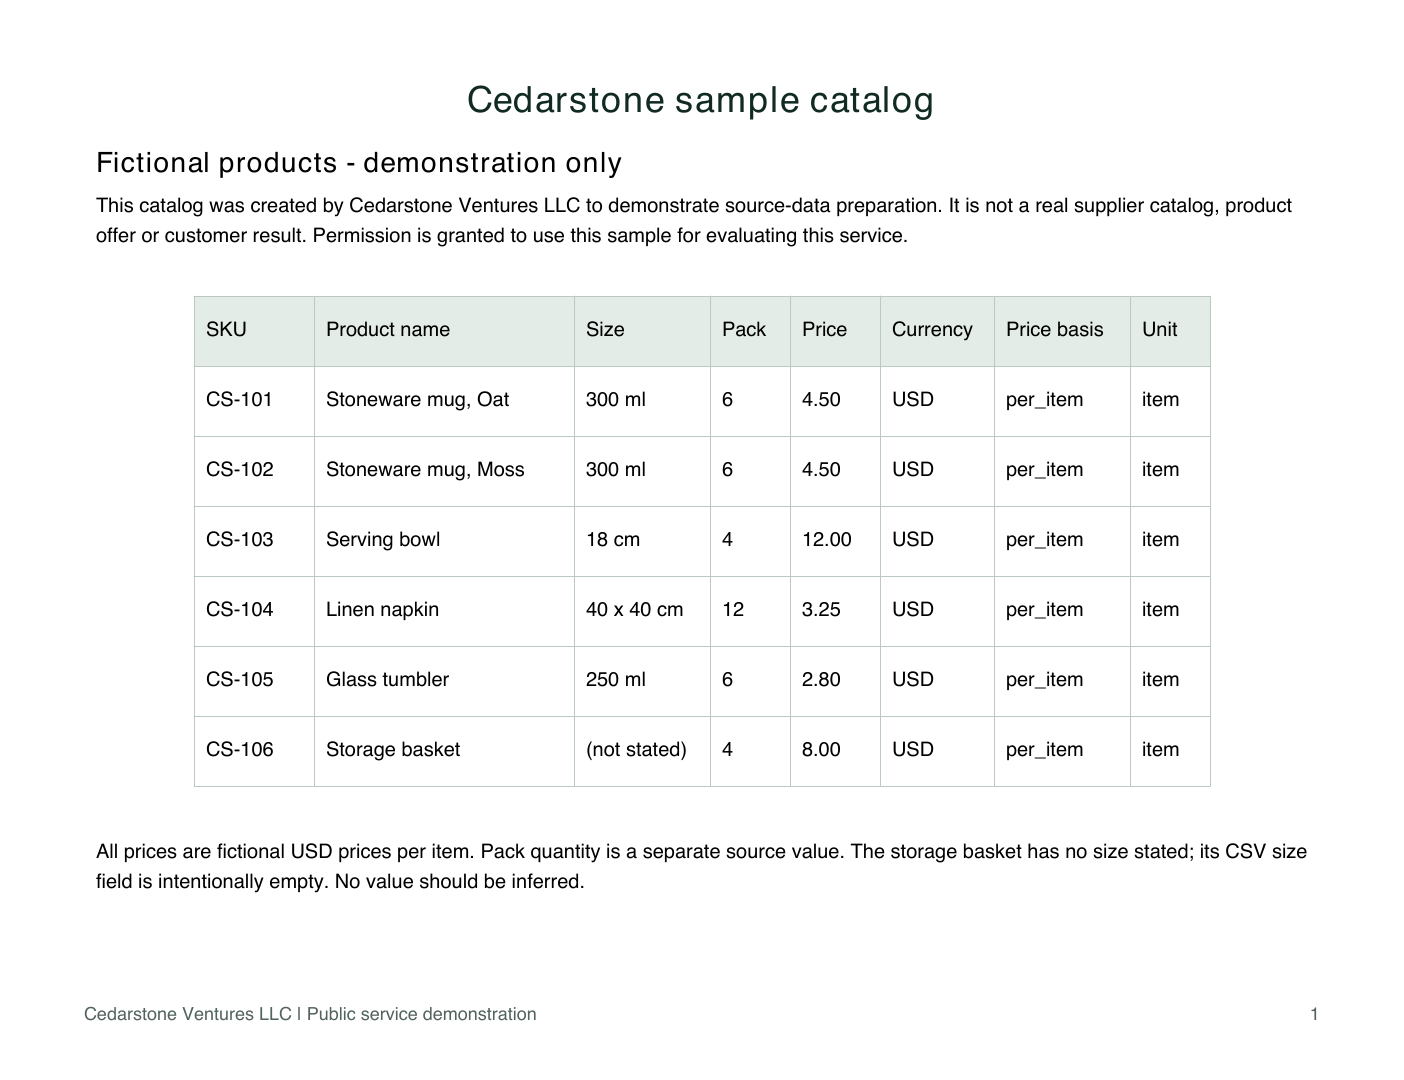 Cedarstone sample catalog
Fictional products - demonstration only
This catalog was created by Cedarstone Ventures LLC to demonstrate source-data preparation. It is not a real supplier catalog, product
offer or customer result. Permission is granted to use this sample for evaluating this service.
SKU Product name Size Pack Price Currency Price basis Unit
CS-101 Stoneware mug, Oat 300 ml 6 4.50 USD per_item item
CS-102 Stoneware mug, Moss 300 ml 6 4.50 USD per_item item
CS-103 Serving bowl 18 cm 4 12.00 USD per_item item
CS-104 Linen napkin 40 x 40 cm 12 3.25 USD per_item item
CS-105 Glass tumbler 250 ml 6 2.80 USD per_item item
CS-106 Storage basket (not stated) 4 8.00 USD per_item item
All prices are fictional USD prices per item. Pack quantity is a separate source value. The storage basket has no size stated; its CSV size
field is intentionally empty. No value should be inferred.
Cedarstone Ventures LLC | Public service demonstration 1